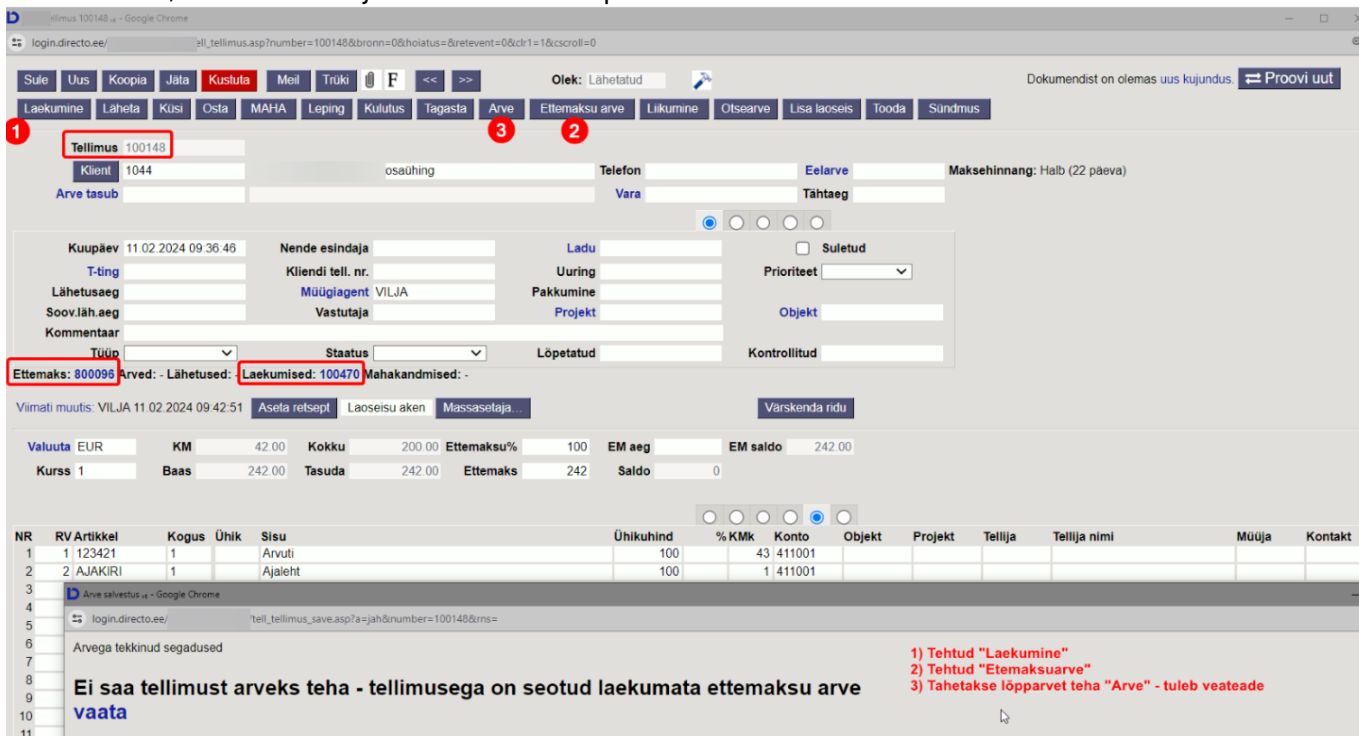 ellimus 100148 - Google Chrome
login.directo.ee/ ell_tellimus.asp?number=100148&bronn=0&hoiatus=&retevent=0&clr1=1&cscroll=0
Sule Uus Koopia Jäta Kustuta Meil Trüki F << >> Olek: Lähetatud Dokumendist on olemas uus kujundus. Proovi uut
Laekumine Läheta Küsi Osta MAHA Leping Kulutus Tagasta Arve Ettemaksu arve Liikumine Otsearve Lisa laoseis Tooda Sündmus
1 3 2
Tellimus 100148
Klient 1044 osaühing Telefon Eelarve Maksehinnang: Halb (22 päeva)
Arve tasub Vara Tähtaeg
Kuupäev 11.02.2024 09:36:46 Nende esindaja Ladu Suletud
T-ting Kliendi tell. nr. Uuring Prioriteet
Lähetusaeg Müügiagent VILJA Pakkumine
Soov.läh.aeg Vastutaja Projekt Objekt
Kommentaar
Tüüp Staatus Lõpetatud Kontrollitud
Ettemaks: 800096 Arved: - Lähetused: - Laekumised: 100470 Mahakandmised: -
Viimati muutis: VILJA 11.02.2024 09:42:51 Aseta retsept Laoseisu aken Massasetaja... Värskenda ridu
Valuuta EUR KM 42.00 Kokku 200.00 Ettemaksu% 100 EM aeg EM saldo 242.00
Kurss 1 Baas 242.00 Tasuda 242.00 Ettemaks 242 Saldo 0
NR RV Artikkel Kogus Ühik Sisu Ühikuhind % KMk Konto Objekt Projekt Tellija Tellija nimi Müüja Kontakt
1 1 123421 1 Arvuti 100 43 411001
2 2 AJAKIRI 1 Ajaleht 100 1 411001
3 Arve salvestus - Google Chrome
4
5 login.directo.ee/ /tell_tellimus_save.asp?a=jah&number=100148&rns=
6 Arvega tekkinud segadused
7 1) Tehtud "Laekumine"
8 2) Tehtud "Etemaksuarve"
9 Ei saa tellimust arveks teha - tellimusega on seotud laekumata ettemaksu arve 3) Tahetakse lõpparvet teha "Arve" - tuleb veateade
10 vaata
11